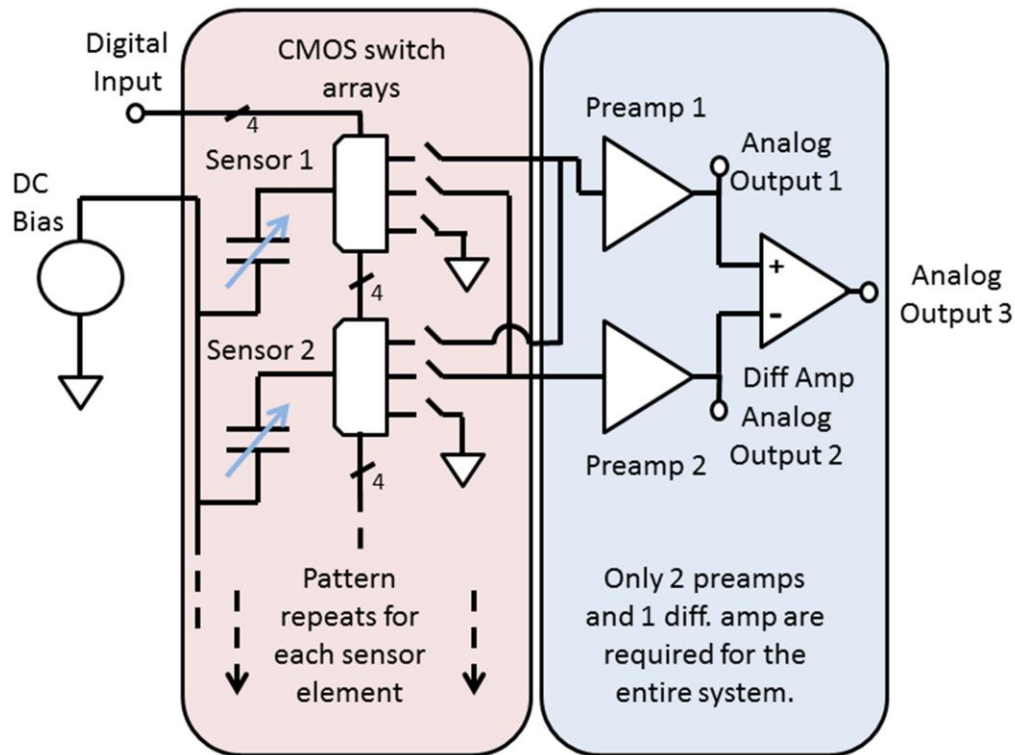 Digital
Input
CMOS switch
arrays
4
Preamp 1
Sensor 1
Analog
Output 1
DC
Bias
+
Analog
Output 3
4
-
Sensor 2
Diff Amp
Analog
Output 2
Preamp 2
4
Pattern
repeats for
each sensor
element
Only 2 preamps
and 1 diff. amp are
required for the
entire system.